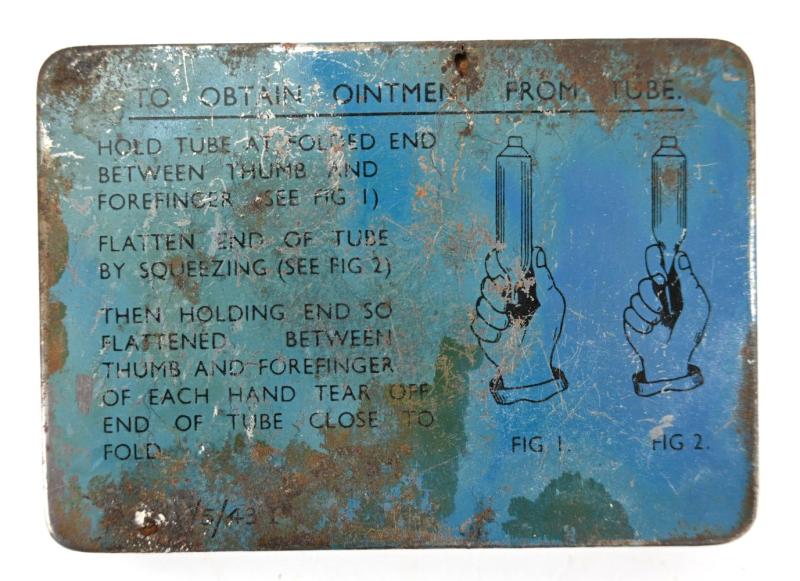 TO OBTAIN OINTMENT FROM TUBE.
HOLD TUBE AT FOLDED END
BETWEEN THUMB AND
FOREFINGER (SEE FIG 1)
FLATTEN END OF TUBE
BY SQUEEZING (SEE FIG 2)
THEN HOLDING END SO
FLATTENED BETWEEN
THUMB AND FOREFINGER
OF EACH HAND TEAR OFF
END OF TUBE CLOSE TO
FOLD
FIG 1.
FIG 2.
/5/43